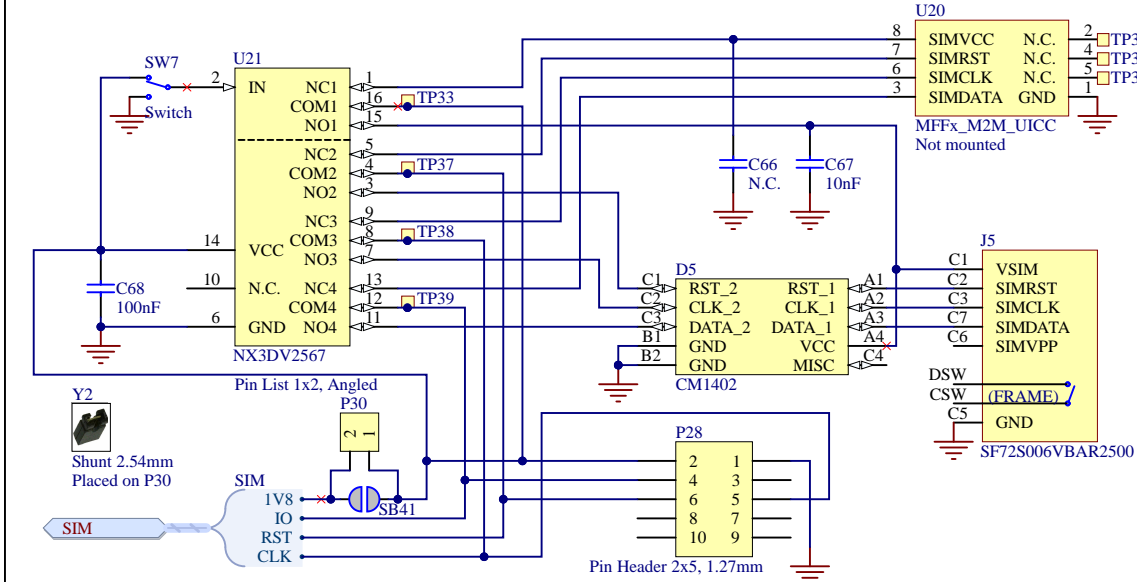 U20
8 SIMVCC N.C. 2 TP3
7 SIMRST N.C. 4 TP3
6 SIMCLK N.C. 5 TP3
3 SIMDATA GND 1
MFFx_M2M_UICC
Not mounted
SW7
Switch
U21
2 IN NC1 1
COM1 16 TP33
NO1 15
NC2 5
COM2 4 TP37
NO2 3
NC3 9
COM3 8 TP38
14 VCC NO3 7
10 N.C. NC4 13
COM4 12 TP39
6 GND NO4 11
NX3DV2567
C68
100nF
C66
N.C.
C67
10nF
D5
C1 RST_2 RST_1 A1
C2 CLK_2 CLK_1 A2
C3 DATA_2 DATA_1 A3
B1 GND VCC A4
B2 GND MISC C4
CM1402
J5
C1 VSIM
C2 SIMRST
C3 SIMCLK
C7 SIMDATA
C6 SIMVPP
DSW
CSW (FRAME)
C5 GND
SF72S006VBAR2500
Pin List 1x2, Angled
P30
2 1
Y2
Shunt 2.54mm
Placed on P30
SIM
SIM
1V8
IO
RST
CLK
SB41
P28
2 1
4 3
6 5
8 7
10 9
Pin Header 2x5, 1.27mm